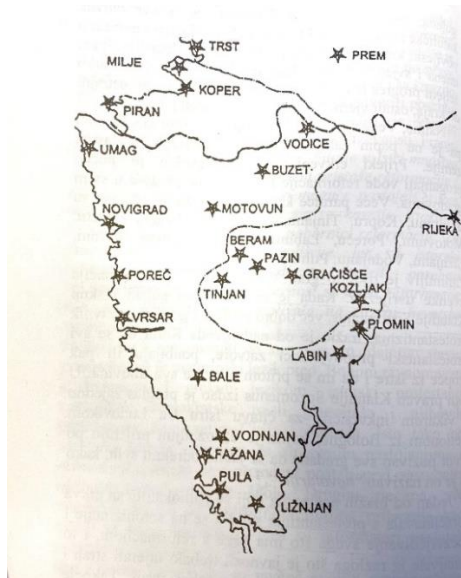 TRST
PREM
MILJE
KOPER
PIRAN
VODICE
UMAG
BUZET
MOTOVUN
NOVIGRAD
RIJEKA
BERAM
PAZIN
POREČ
GRAČIŠĆE
TINJAN
KOZLJAK
VRSAR
PLOMIN
LABIN
BALE
VODNJAN
FAŽANA
PULA
LIŽNJAN